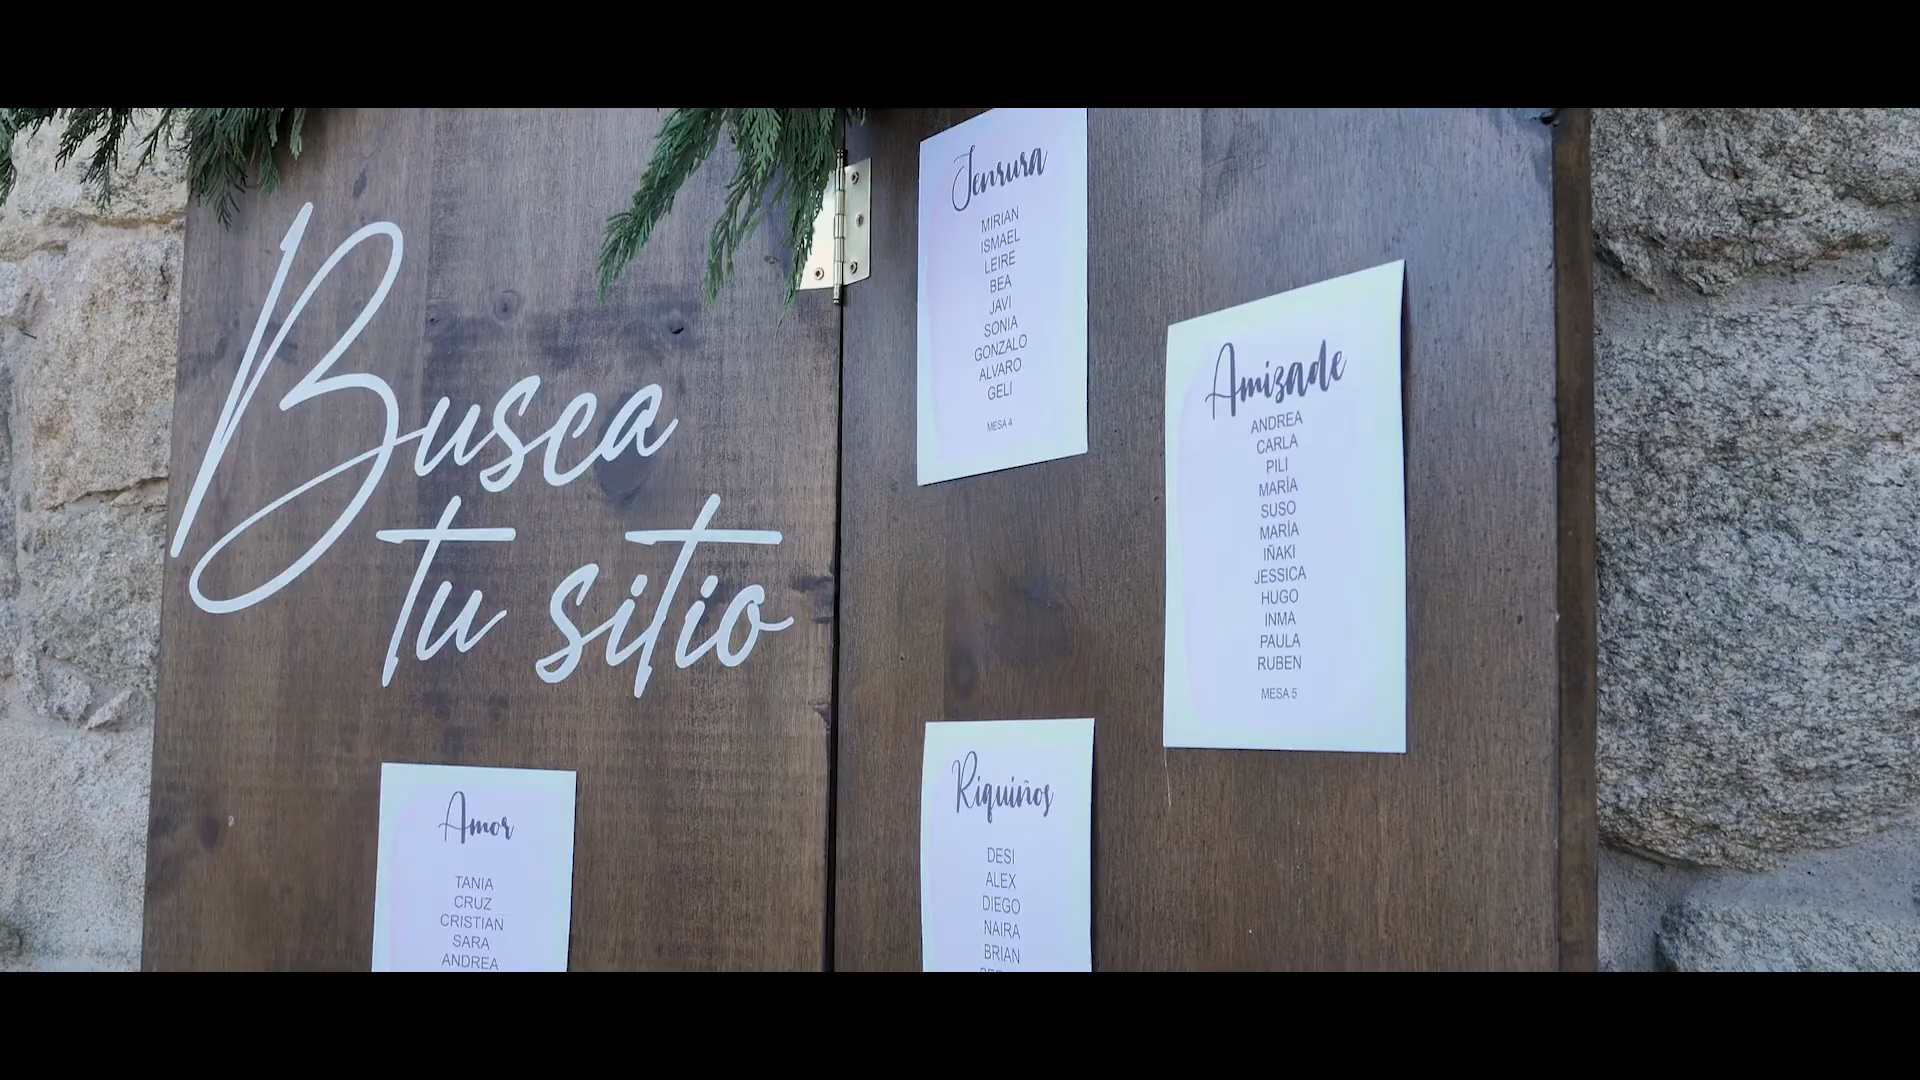 Busca
tu sitio
Tenrura
MIRIAN
ISMAEL
LEIRE
BEA
JAVI
SONIA
GONZALO
ALVARO
GELI
MESA 4
Amizade
ANDREA
CARLA
PILI
MARÍA
SUSO
MARÍA
IÑAKI
JESSICA
HUGO
INMA
PAULA
RUBEN
MESA 5
Amor
TANIA
CRUZ
CRISTIAN
SARA
ANDREA
Riquiños
DESI
ALEX
DIEGO
NAIRA
BRIAN